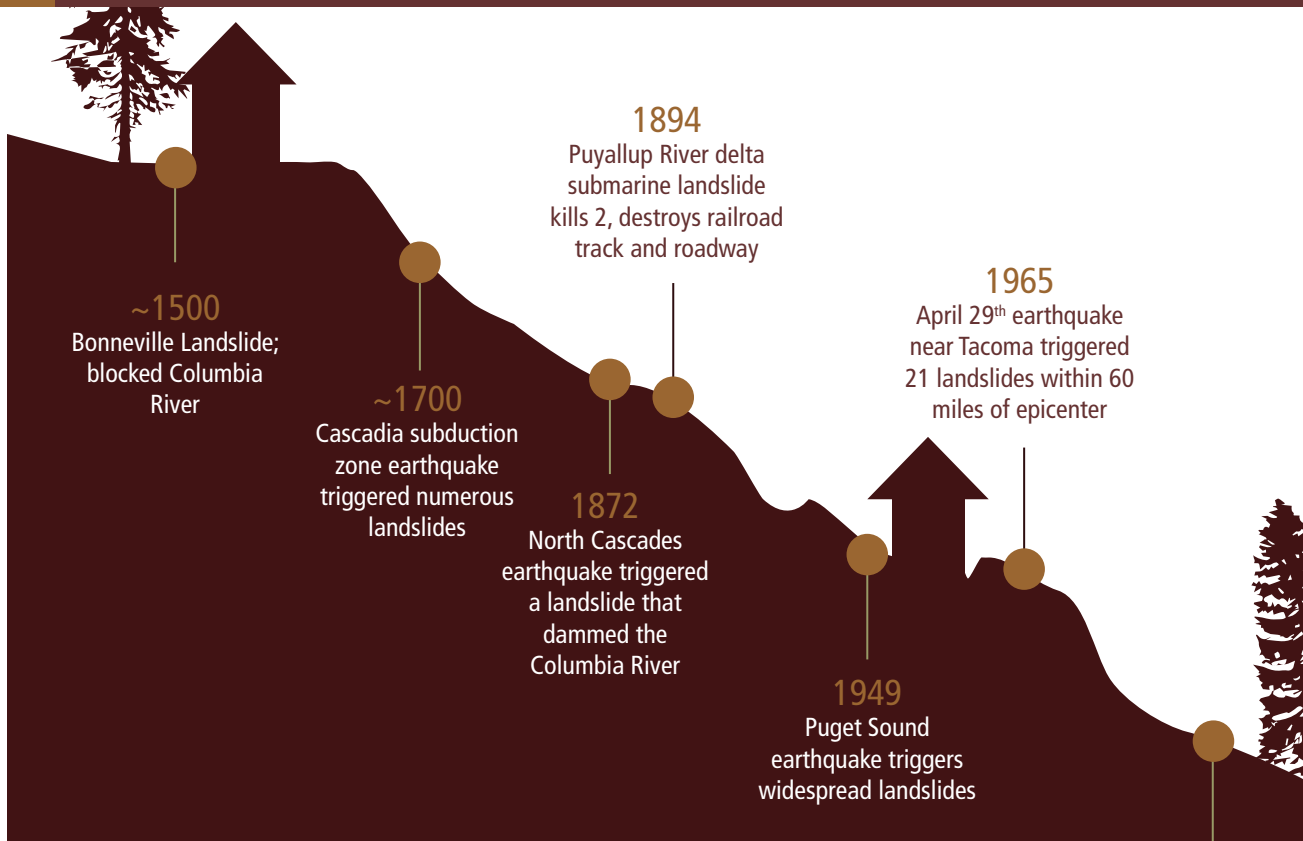 ~1500
Bonneville Landslide;
blocked Columbia
River
~1700
Cascadia subduction
zone earthquake
triggered numerous
landslides
1872
North Cascades
earthquake triggered
a landslide that
dammed the
Columbia River
1894
Puyallup River delta
submarine landslide
kills 2, destroys railroad
track and roadway
1949
Puget Sound
earthquake triggers
widespread landslides
1965
April 29th earthquake
near Tacoma triggered
21 landslides within 60
miles of epicenter